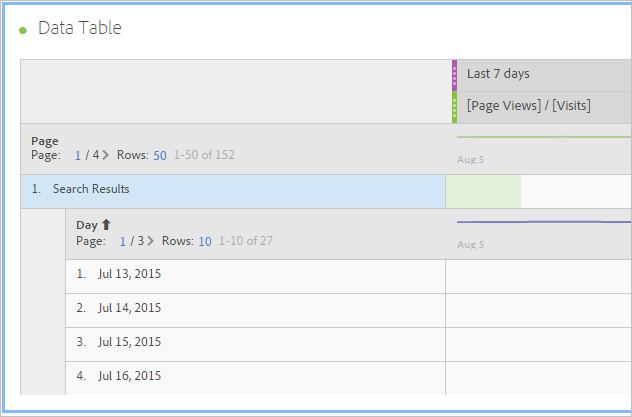 Data Table
Last 7 days
[Page Views] / [Visits]
Page
Page: 1 / 4 Rows: 50 1-50 of 152
Aug 5
1. Search Results
Day
Page: 1 / 3 Rows: 10 1-10 of 27
Aug 5
1. Jul 13, 2015
2. Jul 14, 2015
3. Jul 15, 2015
4. Jul 16, 2015